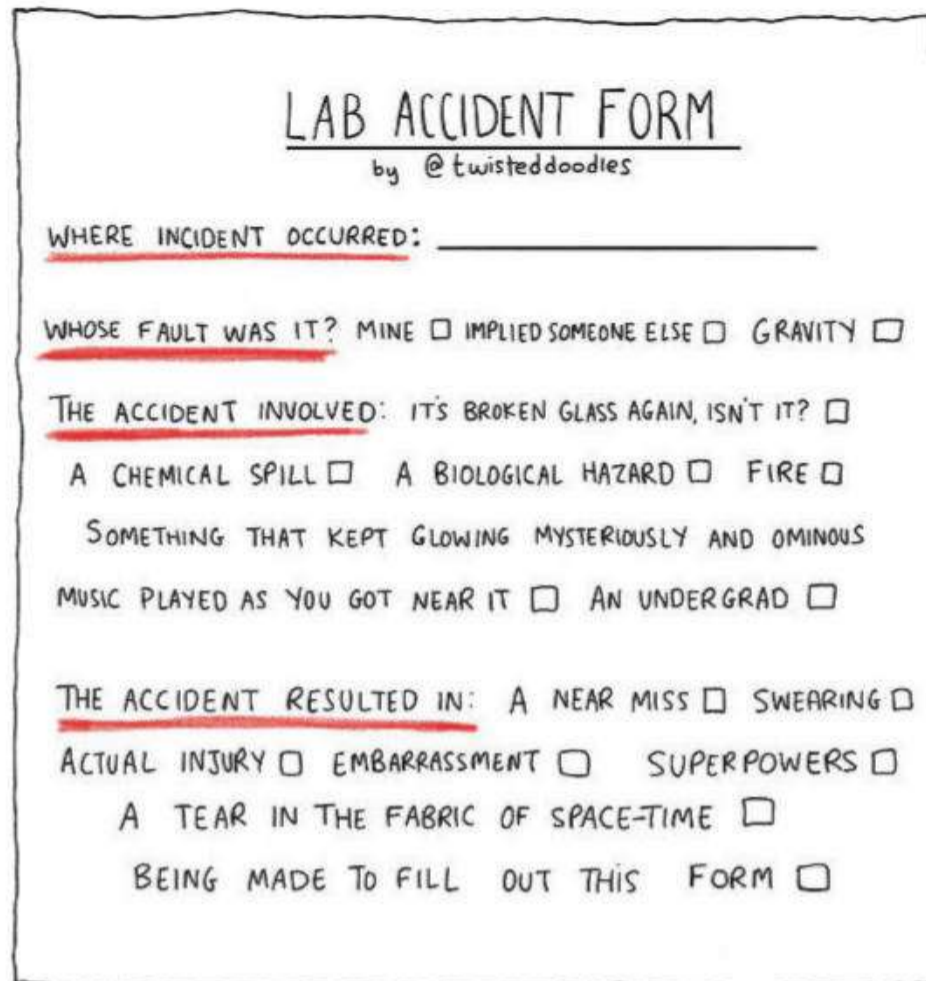 LAB ACCIDENT FORM
by @twisteddoodles
WHERE INCIDENT OCCURRED:
WHOSE FAULT WAS IT? MINE □ IMPLIED SOMEONE ELSE □ GRAVITY □
THE ACCIDENT INVOLVED: IT'S BROKEN GLASS AGAIN, ISN'T IT? □
A CHEMICAL SPILL □ A BIOLOGICAL HAZARD □ FIRE □
SOMETHING THAT KEPT GLOWING MYSTERIOUSLY AND OMINOUS
MUSIC PLAYED AS YOU GOT NEAR IT □ AN UNDERGRAD □
THE ACCIDENT RESULTED IN: A NEAR MISS □ SWEARING □
ACTUAL INJURY □ EMBARRASSMENT □ SUPERPOWERS □
A TEAR IN THE FABRIC OF SPACE-TIME □
BEING MADE TO FILL OUT THIS FORM □